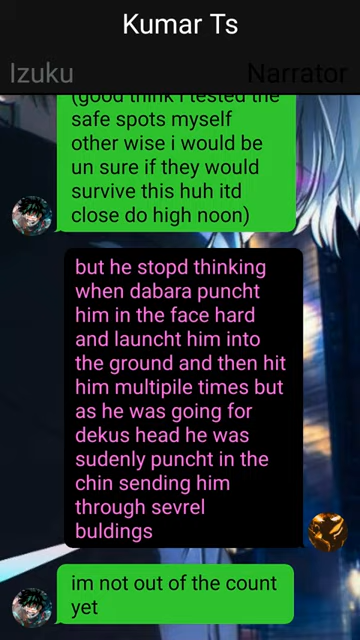 Kumar Ts
Izuku
Narrator
(good think i tested the
safe spots myself
other wise i would be
un sure if they would
survive this huh itd
close do high noon)
but he stopd thinking
when dabara puncht
him in the face hard
and launcht him into
the ground and then hit
him multipile times but
as he was going for
dekus head he was
sudenly puncht in the
chin sending him
through sevrel
buldings
im not out of the count
yet